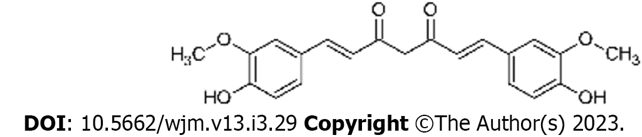 O O
O O
H₃C CH₃
HO OH
DOI: 10.5662/wjm.v13.i3.29 Copyright ©The Author(s) 2023.